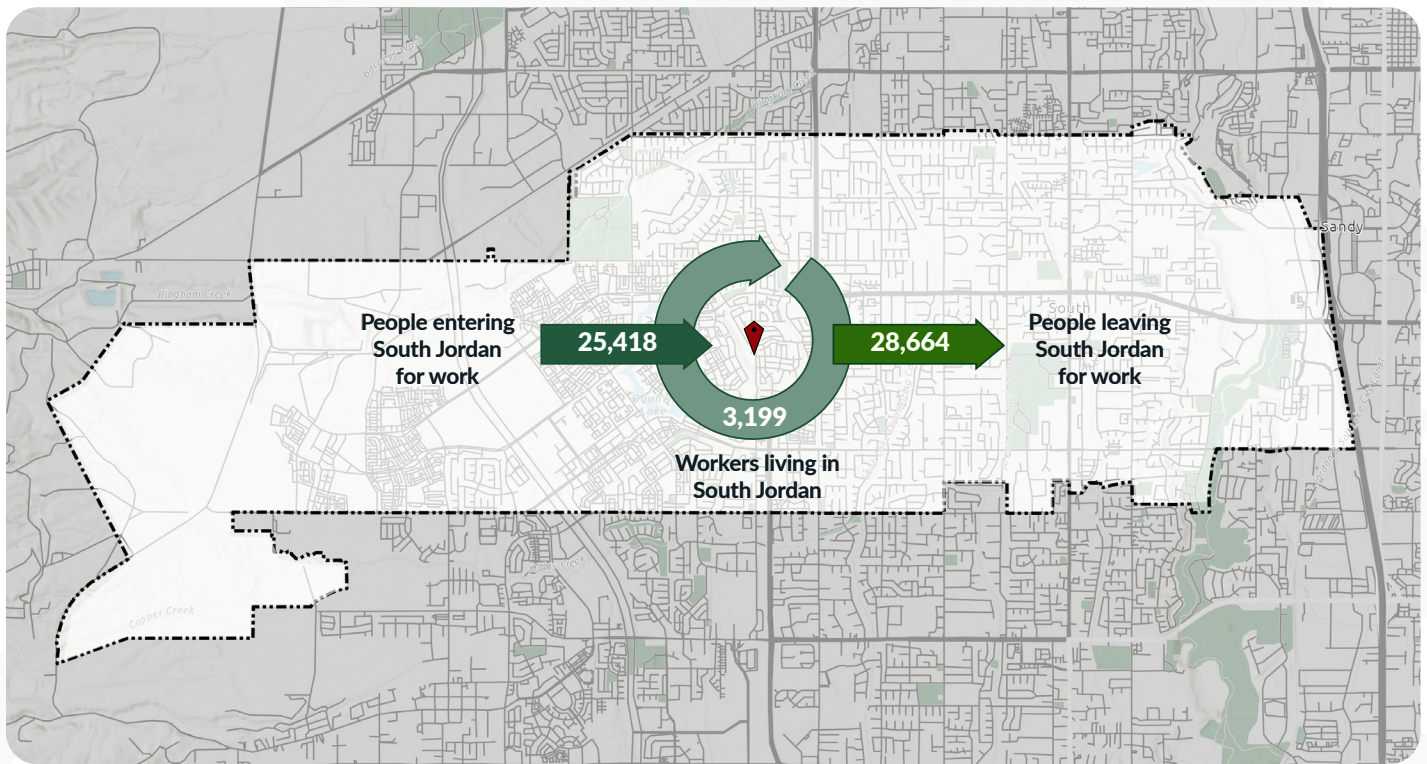 Bingham Creek
Sandy
South
People entering
South Jordan
for work
25,418
28,664
People leaving
South Jordan
for work
3,199
Workers living in
South Jordan
Copper Creek